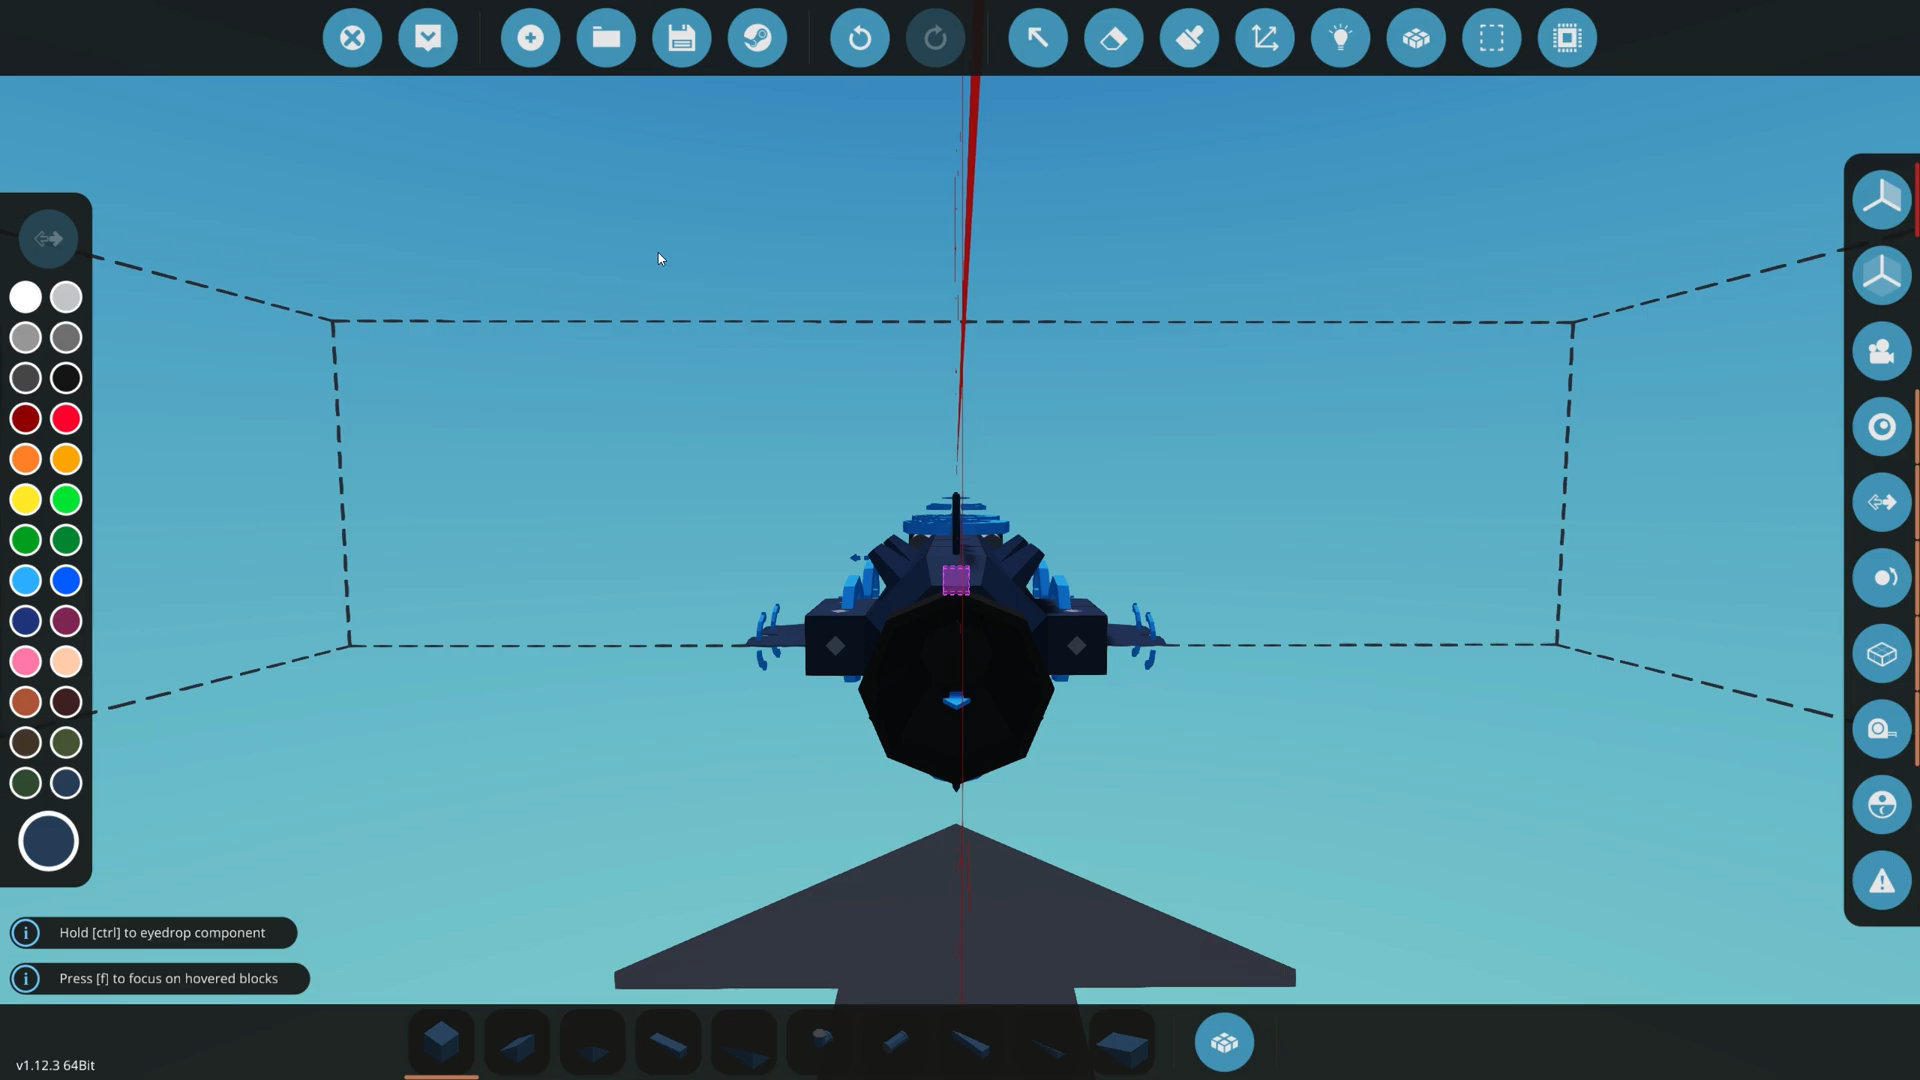 Hold [ctrl] to eyedrop component
Press [f] to focus on hovered blocks
v1.12.3 64Bit